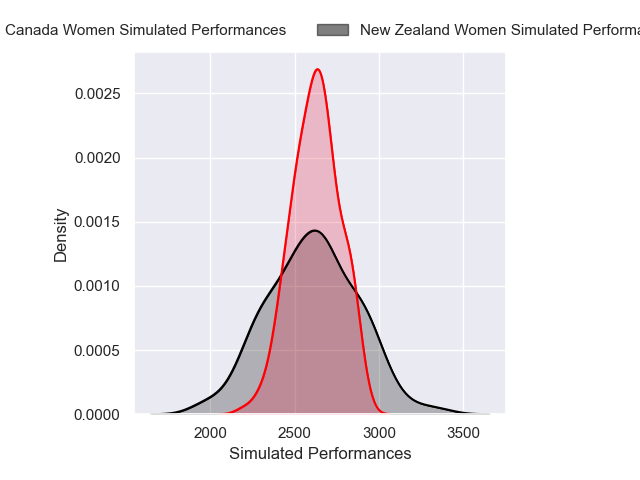 Canada Women Simulated Performances New Zealand Women Simulated Performa
0.0025
0.0020
0.0015
0.0010
0.0005
0.0000
Density
2000 2500 3000 3500
Simulated Performances